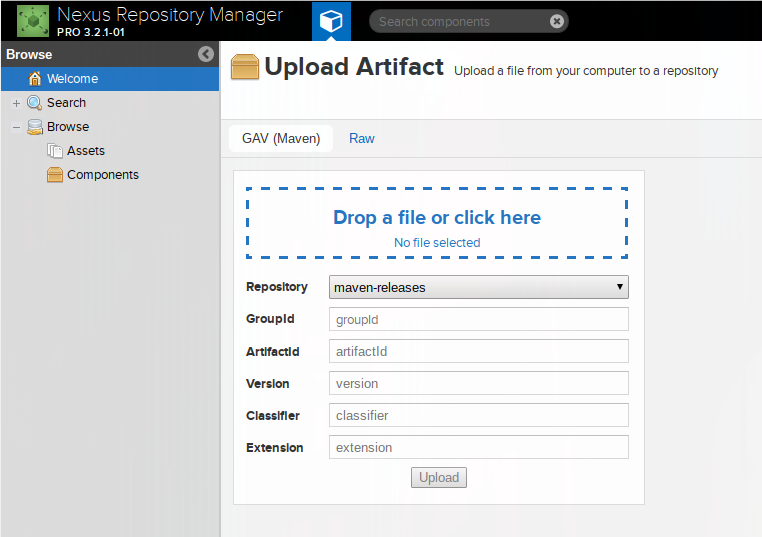 Nexus Repository Manager
PRO 3.2.1-01
Search components
Browse
Welcome
Search
Browse
Assets
Components
Upload Artifact Upload a file from your computer to a repository
GAV (Maven) Raw
Drop a file or click here
No file selected
Repository maven-releases
GroupId groupId
ArtifactId artifactId
Version version
Classifier classifier
Extension extension
Upload